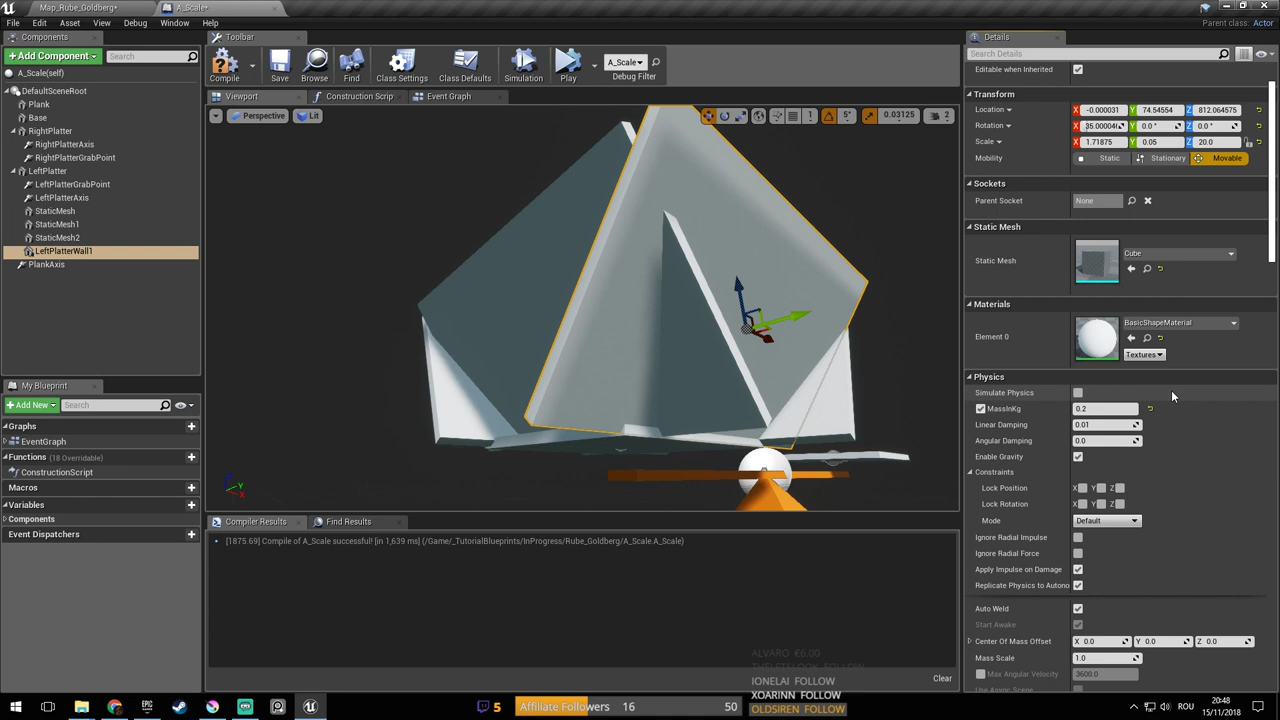 Map_Rube_Goldberg*
A_Scale*
File Edit Asset View Debug Window Help
Parent class: Actor
Components
Add Component
Search
A_Scale(self)
DefaultSceneRoot
Plank
Base
RightPlatter
RightPlatterAxis
RightPlatterGrabPoint
LeftPlatter
LeftPlatterGrabPoint
LeftPlatterAxis
StaticMesh
StaticMesh1
StaticMesh2
LeftPlatterWall1
PlankAxis
My Blueprint
Add New
Search
Graphs
EventGraph
Functions (18 Overridable)
ConstructionScript
Macros
Variables
Components
Event Dispatchers
Toolbar
Compile
Save
Browse
Find
Class Settings
Class Defaults
Simulation
Play
A_Scale
Debug Filter
Viewport
Construction Scrip
Event Graph
Perspective
Lit
5°
0.03125
2
Z
Y
X
Compiler Results
Find Results
[1875.69] Compile of A_Scale successful! [in 1,639 ms] (/Game/_TutorialBlueprints/InProgress/Rube_Goldberg/A_Scale.A_Scale)
Clear
Details
Search Details
Editable when Inherited
Transform
Location X -0.000031 Y 74.54554 Z 812.064575
Rotation X 35.00004 Y 0.0 ° Z 0.0 °
Scale X 1.71875 Y 0.05 Z 20.0
Mobility Static Stationary Movable
Sockets
Parent Socket None
Static Mesh
Static Mesh Cube
Materials
Element 0 BasicShapeMaterial
Textures
Physics
Simulate Physics
MassInKg 0.2
Linear Damping 0.01
Angular Damping 0.0
Enable Gravity
Constraints
Lock Position X Y Z
Lock Rotation X Y Z
Mode Default
Ignore Radial Impulse
Ignore Radial Force
Apply Impulse on Damage
Replicate Physics to Autono
Auto Weld
Start Awake
Center Of Mass Offset X 0.0 Y 0.0 Z 0.0
Mass Scale 1.0
Max Angular Velocity 3600.0
ALVARO €6.00
IONELAI FOLLOW
XOARINN FOLLOW
OLDSIREN FOLLOW
5
Affiliate Followers 16 50
ROU
20:48
15/11/2018